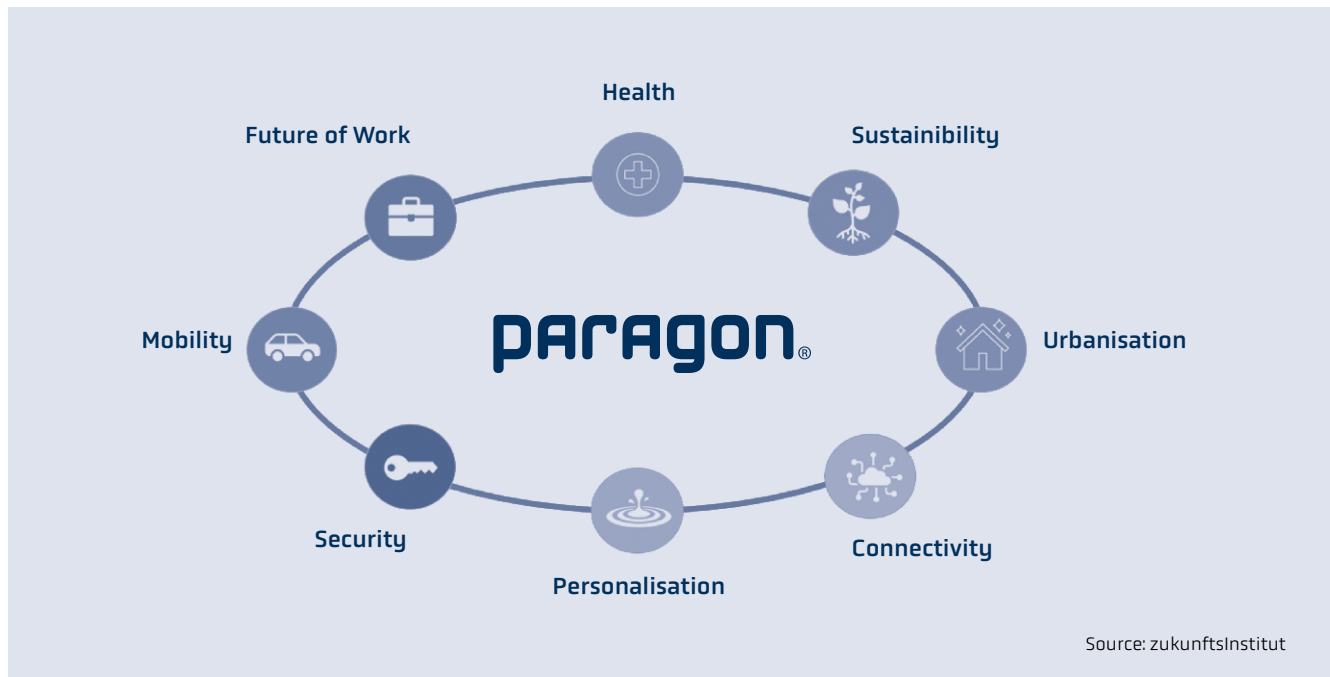 Health
Future of Work
Sustainibility
Mobility
paragon®
Urbanisation
Security
Connectivity
Personalisation
Source: zukunftsInstitut